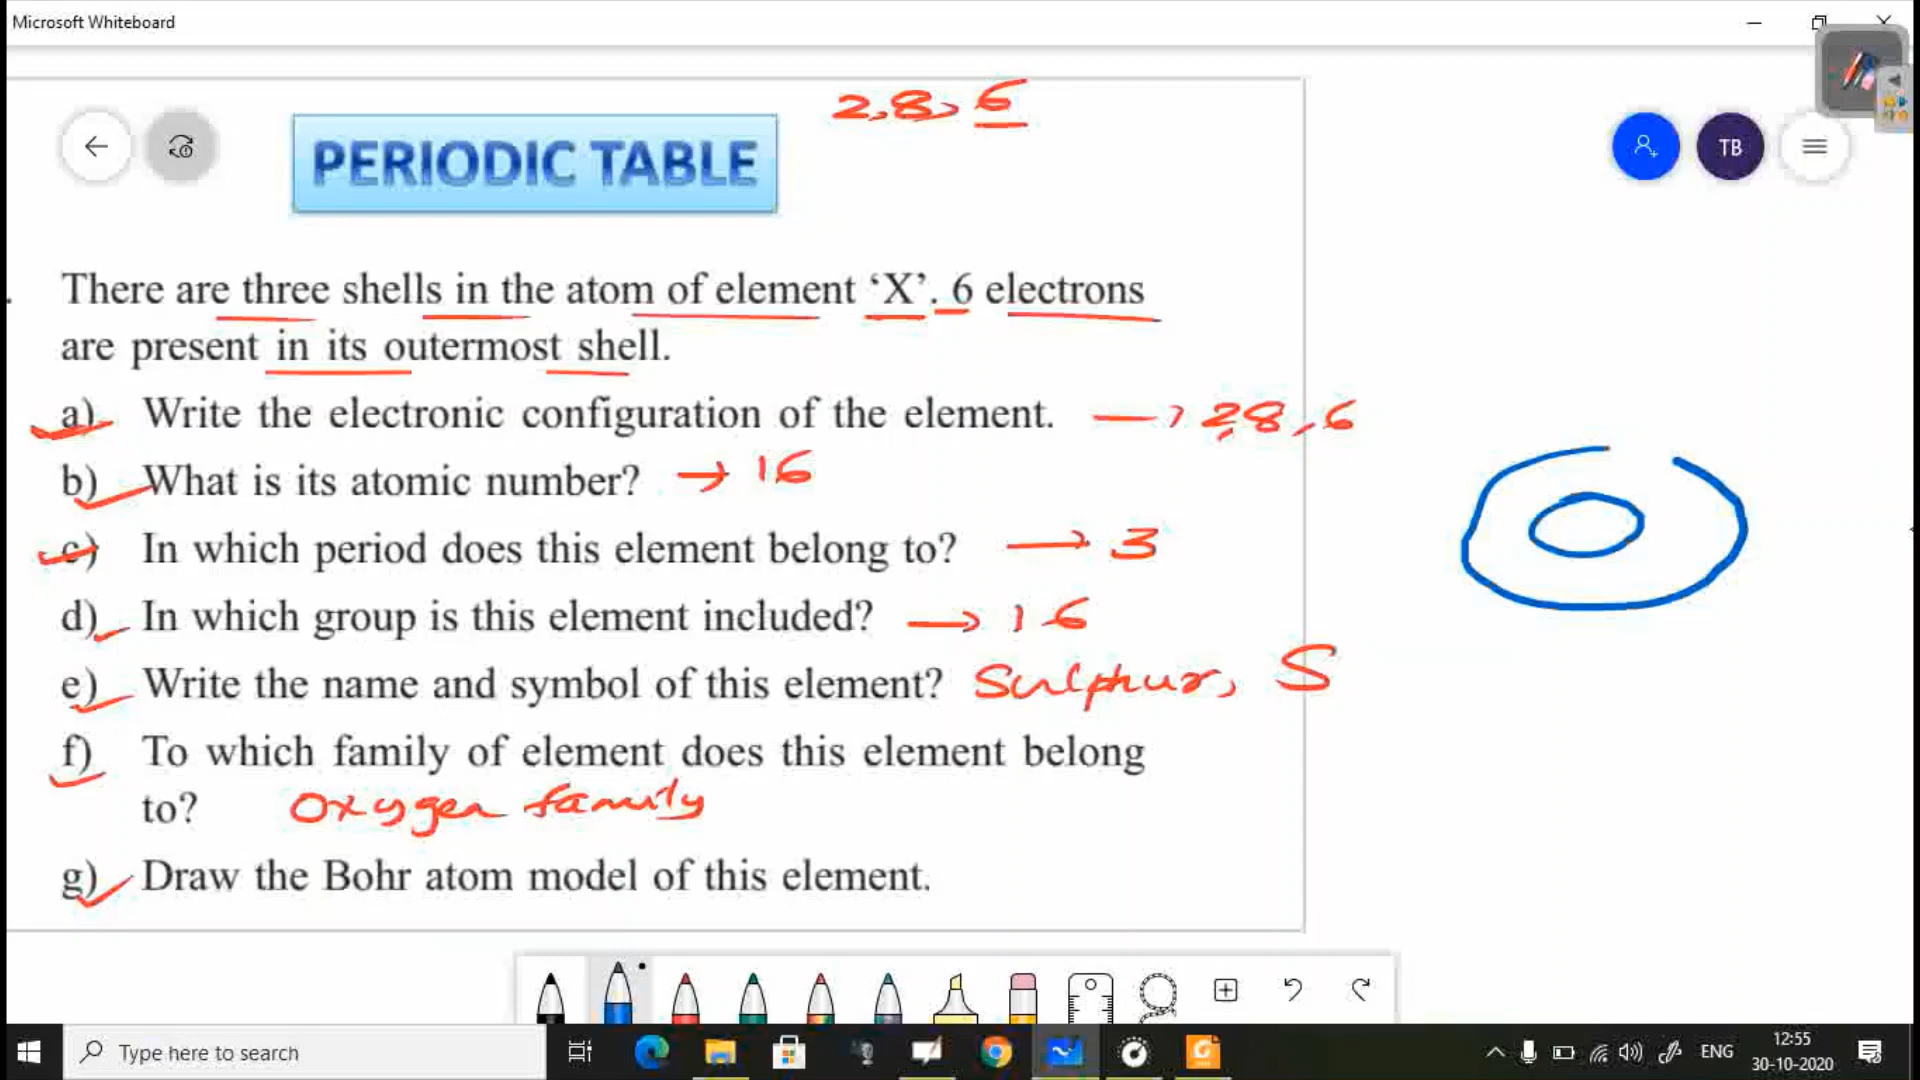 Microsoft Whiteboard
2,8,6
PERIODIC TABLE
TB
There are three shells in the atom of element ‘X’. 6 electrons
are present in its outermost shell.
a) Write the electronic configuration of the element. → 2,8,6
b) What is its atomic number? → 16
c) In which period does this element belong to? → 3
d) In which group is this element included? → 16
e) Write the name and symbol of this element? Sulphur, S
f) To which family of element does this element belong
to? Oxygen family
g) Draw the Bohr atom model of this element.
Type here to search
ENG
12:55
30-10-2020